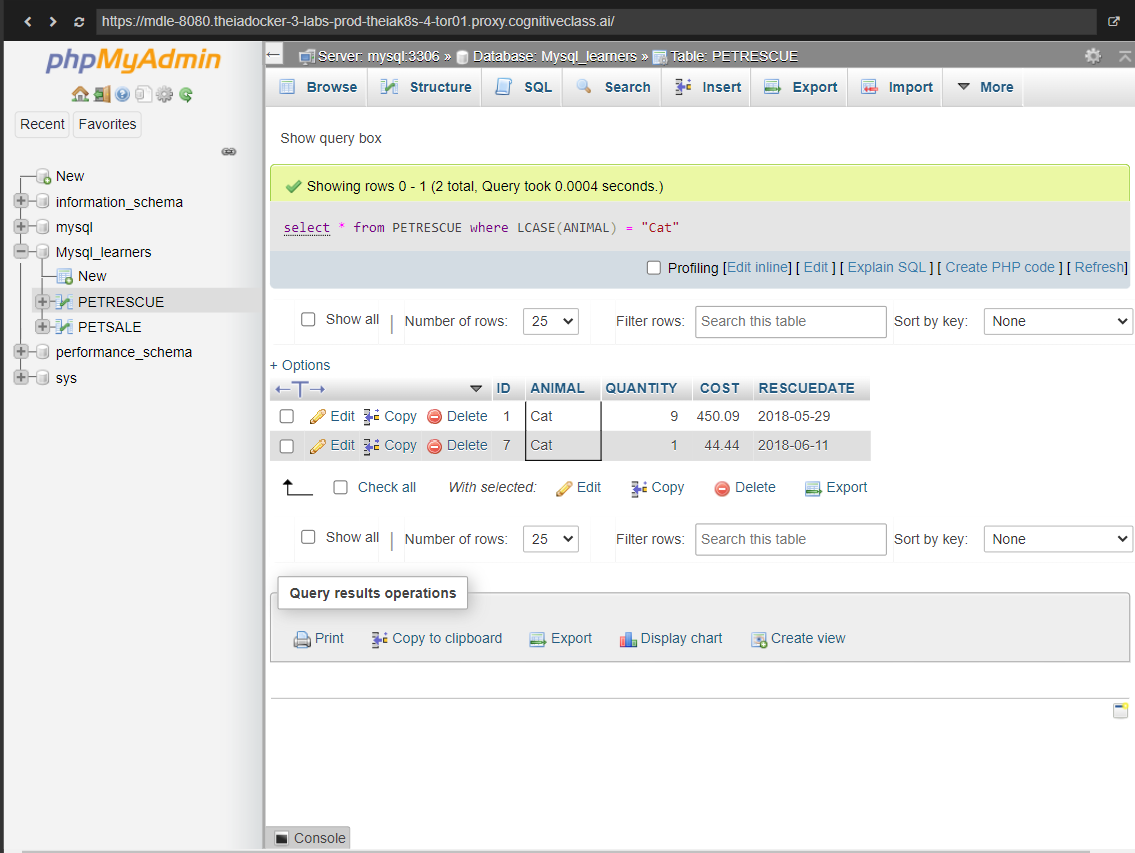 https://mdle-8080.theiadocker-3-labs-prod-theiak8s-4-tor01.proxy.cognitiveclass.ai/
phpMyAdmin
Recent Favorites
New
information_schema
mysql
Mysql_learners
New
PETRESCUE
PETSALE
performance_schema
sys
Server: mysql:3306 » Database: Mysql_learners » Table: PETRESCUE
Browse Structure SQL Search Insert Export Import More
Show query box
Showing rows 0 - 1 (2 total, Query took 0.0004 seconds.)
select * from PETRESCUE where LCASE(ANIMAL) = "Cat"
Profiling [Edit inline] [ Edit ] [ Explain SQL ] [ Create PHP code ] [ Refresh]
Show all | Number of rows: 25 Filter rows: Search this table Sort by key: None
+ Options
←T→ ID ANIMAL QUANTITY COST RESCUEDATE
Edit Copy Delete 1 Cat 9 450.09 2018-05-29
Edit Copy Delete 7 Cat 1 44.44 2018-06-11
Check all With selected: Edit Copy Delete Export
Show all | Number of rows: 25 Filter rows: Search this table Sort by key: None
Query results operations
Print Copy to clipboard Export Display chart Create view
Console